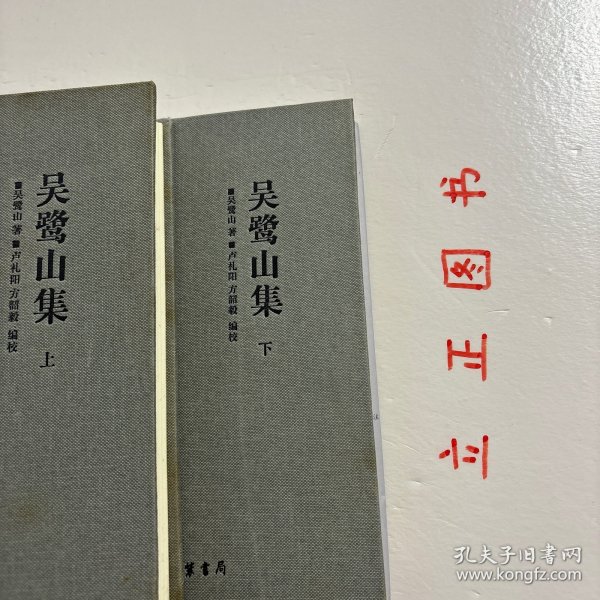 吴鹭山集 上
■吴鹭山 著 ■卢礼阳 方韶毅 编校
吴鹭山集 下
■吴鹭山 著 ■卢礼阳 方韶毅 编校
书局
立正图书
孔夫子旧书网
www.kongfz.com